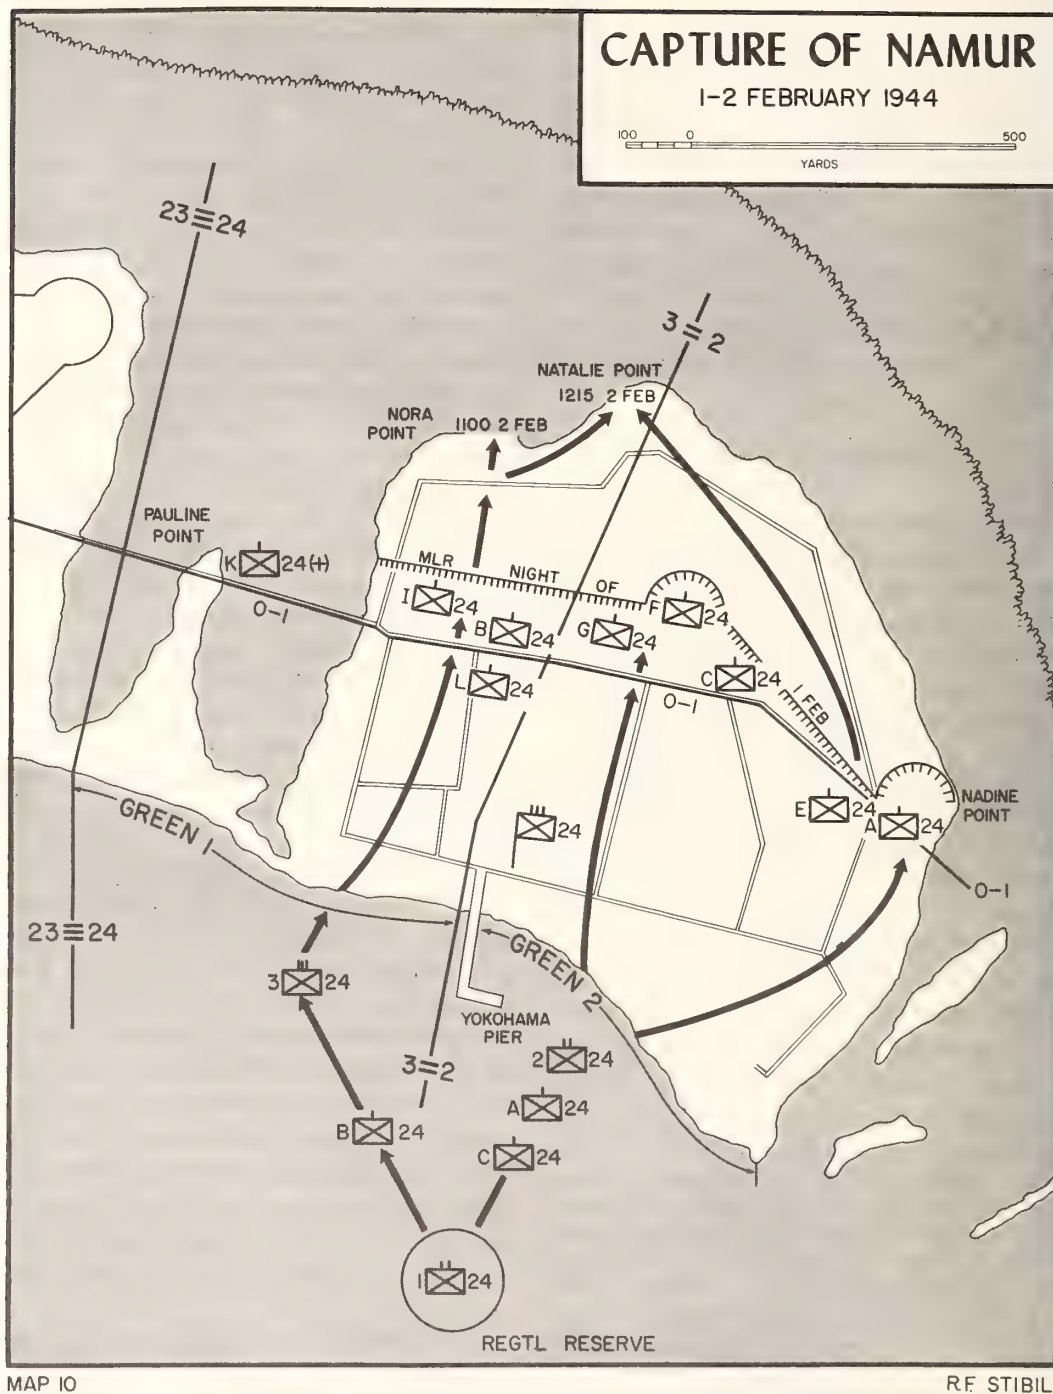 CAPTURE OF NAMUR
1-2 FEBRUARY 1944
100 0 500
YARDS
23 24
3 2
NATALIE POINT
1215 2 FEB
NORA
POINT
1100 2 FEB
PAULINE
POINT
K 24(+)
O-1
MLR NIGHT OF 1 FEB
I 24
B 24
G 24
F 24
L 24
C 24
O-1
E 24
A 24
NADINE
POINT
O-1
24
GREEN 1
23 24
GREEN 2
3 24
YOKOHAMA
PIER
2 24
3 2
A 24
B 24
C 24
1 24
REGTL RESERVE
MAP 10
R.F. STIBIL